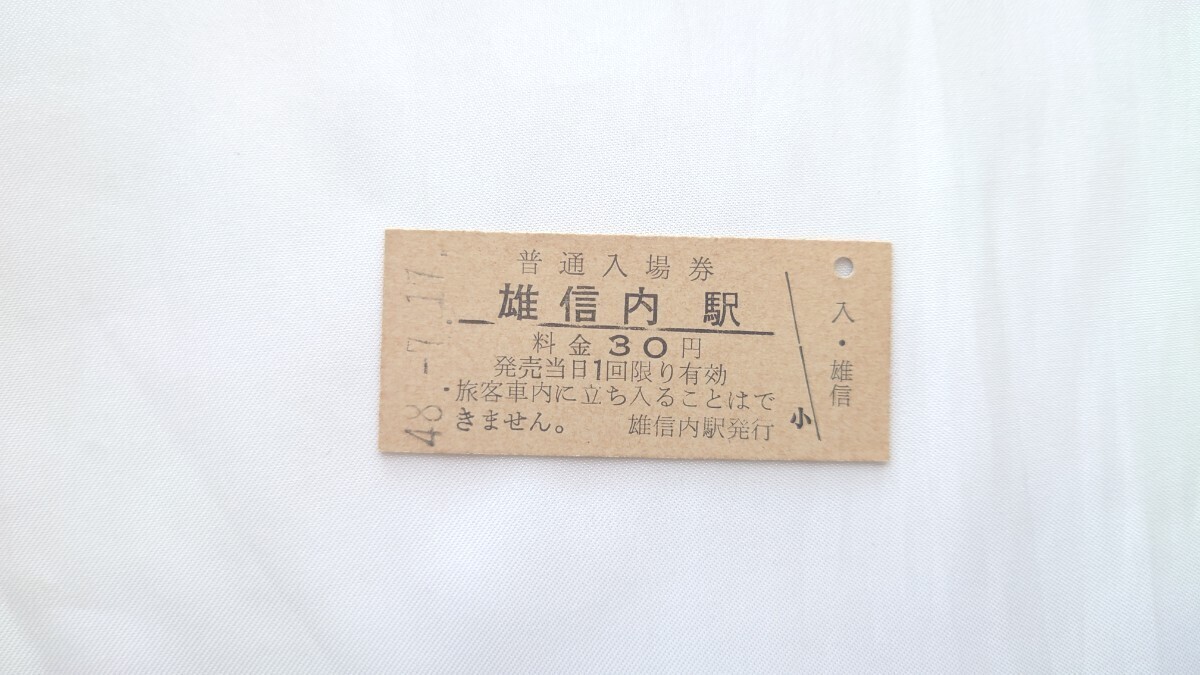 普通入場券
雄信内駅
料金30円
発売当日1回限り有効
旅客車内に立ち入ることはで
きません。 雄信内駅発行
小
入・雄信
48.-7.17.